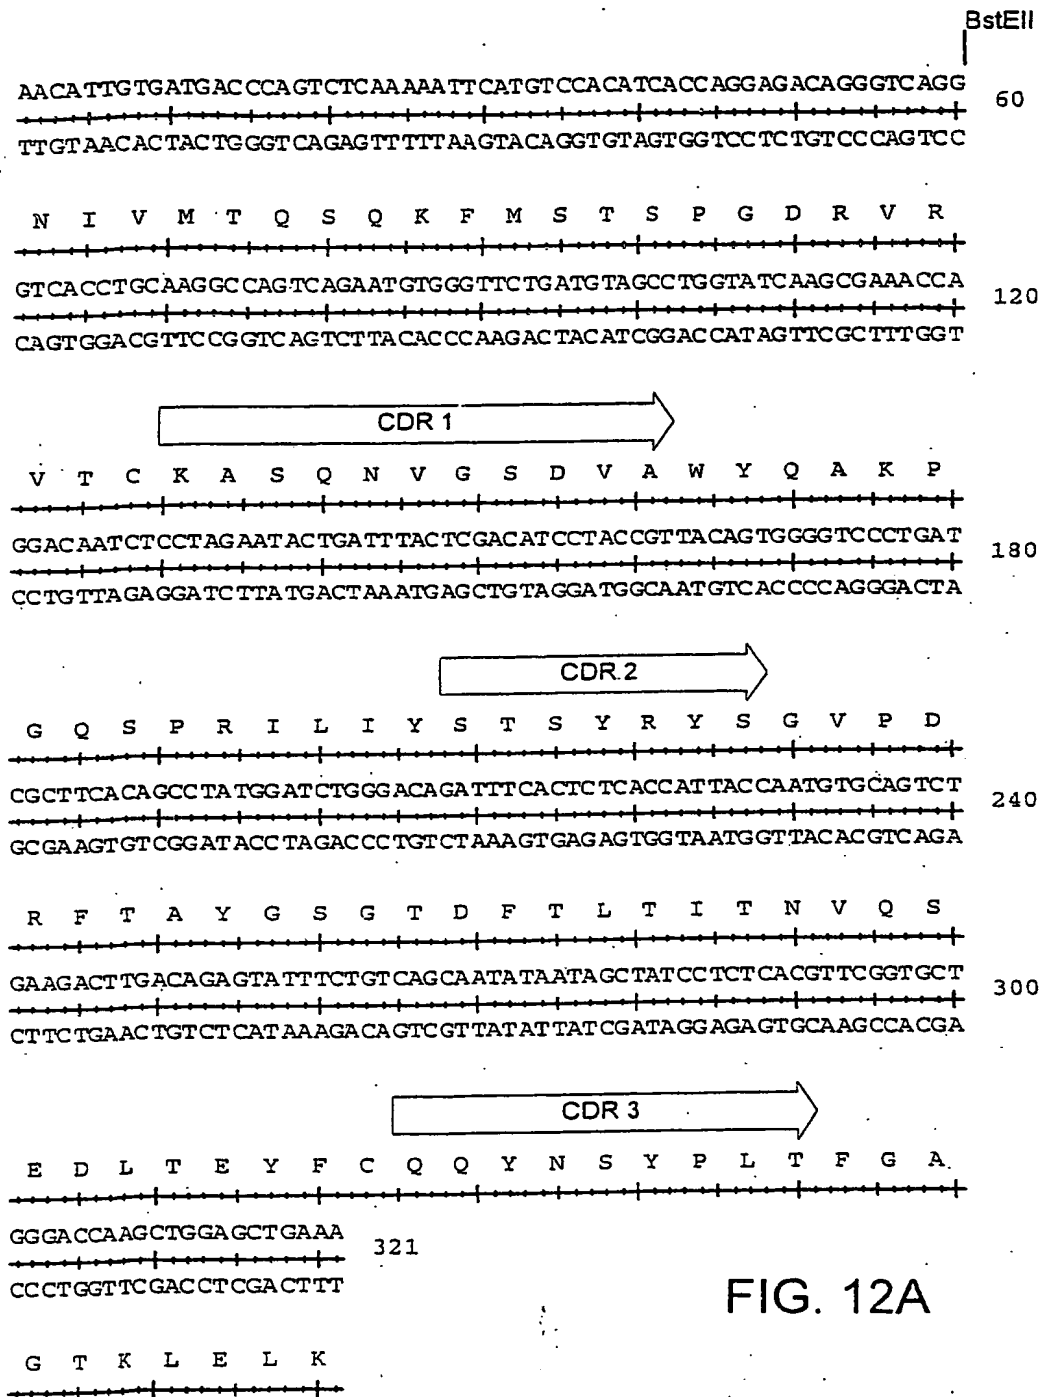 BstEII
AACATTGTGATGACCCAGTCTCAAAAATTCATGTCCACATCACCAGGAGACAGGGTCAGG 60
TTGTAACACTACTGGGTCAGAGTTTTTAAGTACAGGTGTAGTGGTCCTCTGTCCCAGTCC
N I V M T Q S Q K F M S T S P G D R V R
GTCACCTGCAAGGCCAGTCAGAATGTGGGTTCTGATGTAGCCTGGTATCAAGCGAAACCA 120
CAGTGGACGTTCCGGTCAGTCTTACACCCAAGACTACATCGGACCATAGTTCGCTTTGGT
CDR 1
V T C K A S Q N V G S D V A W Y Q A K P
GGACAATCTCCTAGAATACTGATTTACTCGACATCCTACCGTTACAGTGGGGTCCCTGAT 180
CCTGTTAGAGGATCTTATGACTAAATGAGCTGTAGGATGGCAATGTCACCCCAGGGACTA
CDR 2
G Q S P R I L I Y S T S Y R Y S G V P D
CGCTTCACAGCCTATGGATCTGGGACAGATTTCACTCTCACCATTACCAATGTGCAGTCT 240
GCGAAGTGTCGGATACCTAGACCCTGTCTAAAGTGAGAGTGGTAATGGTTACACGTCAGA
R F T A Y G S G T D F T L T I T N V Q S
GAAGACTTGACAGAGTATTTCTGTCAGCAATATAATAGCTATCCTCTCACGTTCGGTGCT 300
CTTCTGAACTGTCTCATAAAGACAGTCGTTATATTATCGATAGGAGAGTGCAAGCCACGA
CDR 3
E D L T E Y F C Q Q Y N S Y P L T F G A
GGGACCAAGCTGGAGCTGAAA 321
CCCTGGTTCGACCTCGACTTT
FIG. 12A
G T K L E L K